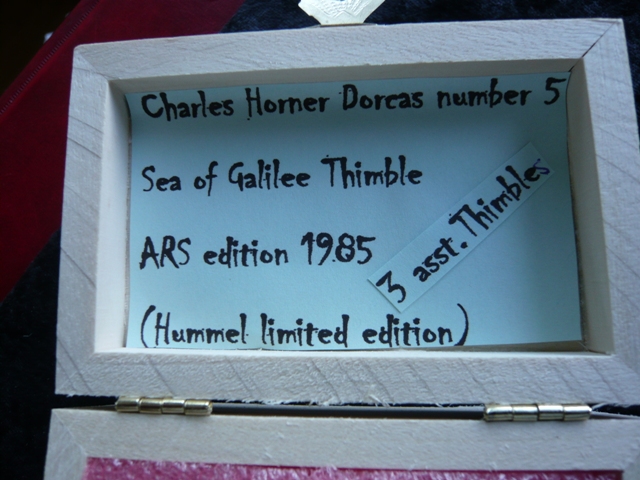 Charles Horner Dorcas number 5
Sea of Galilee Thimble
ARS edition 1985
(Hummel limited edition)
3 asst. Thimbles